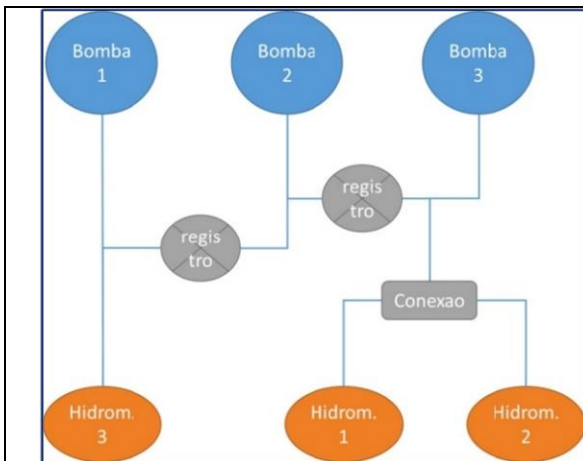 Bomba
1
Bomba
2
Bomba
3
regis
tro
regis
tro
Conexao
Hidrom.
3
Hidrom.
1
Hidrom.
2